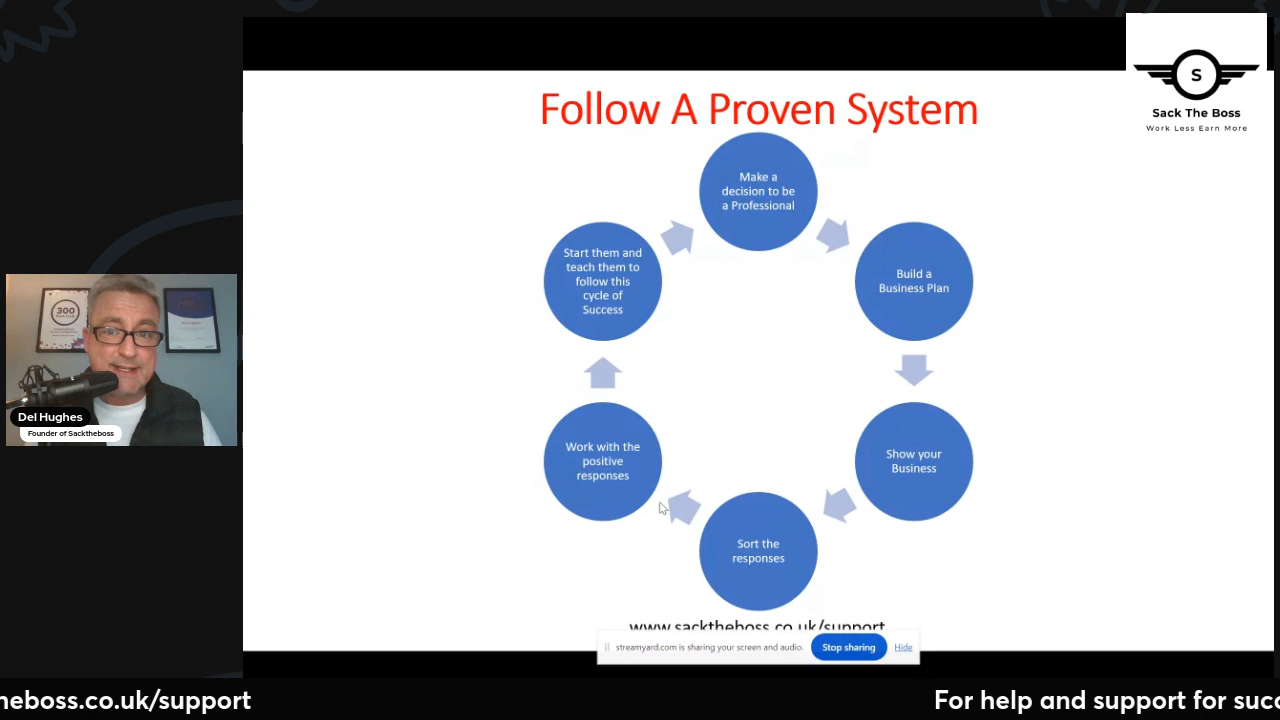 Follow A Proven System
S
Sack The Boss
Work Less Earn More
Make a
decision to be
a Professional
Build a
Business Plan
Show your
Business
Sort the
responses
Work with the
positive
responses
Start them and
teach them to
follow this
cycle of
Success
300
Del Hughes
Founder of Sacktheboss
www.sacktheboss.co.uk/support
streamyard.com is sharing your screen and audio.
Stop sharing
Hide
heboss.co.uk/support
For help and support for succ